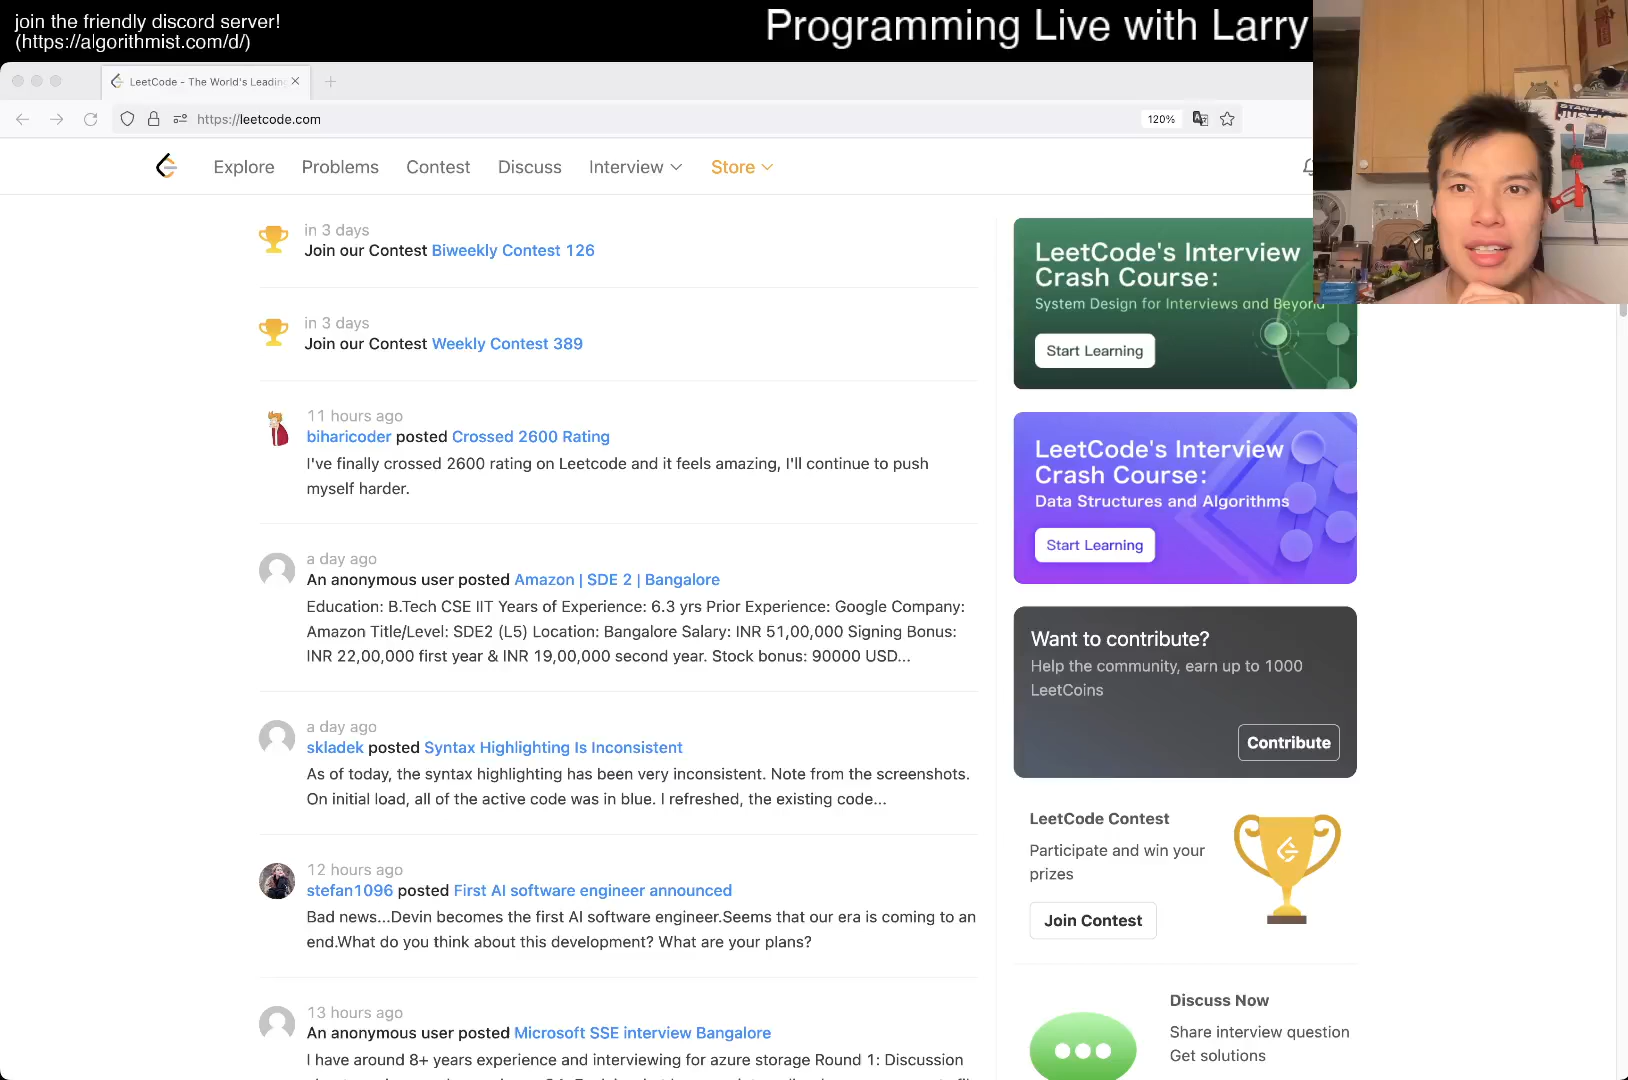 join the friendly discord server!
(https://algorithmist.com/d/)
Programming Live with Larry
LeetCode - The World's Leadin
https://leetcode.com
120%
Explore
Problems
Contest
Discuss
Interview
Store
in 3 days
Join our Contest Biweekly Contest 126
in 3 days
Join our Contest Weekly Contest 389
11 hours ago
biharicoder posted Crossed 2600 Rating
I've finally crossed 2600 rating on Leetcode and it feels amazing, I'll continue to push
myself harder.
a day ago
An anonymous user posted Amazon | SDE 2 | Bangalore
Education: B.Tech CSE IIT Years of Experience: 6.3 yrs Prior Experience: Google Company:
Amazon Title/Level: SDE2 (L5) Location: Bangalore Salary: INR 51,00,000 Signing Bonus:
INR 22,00,000 first year & INR 19,00,000 second year. Stock bonus: 90000 USD...
a day ago
skladek posted Syntax Highlighting Is Inconsistent
As of today, the syntax highlighting has been very inconsistent. Note from the screenshots.
On initial load, all of the active code was in blue. I refreshed, the existing code...
12 hours ago
stefan1096 posted First AI software engineer announced
Bad news...Devin becomes the first AI software engineer.Seems that our era is coming to an
end.What do you think about this development? What are your plans?
13 hours ago
An anonymous user posted Microsoft SSE interview Bangalore
I have around 8+ years experience and interviewing for azure storage Round 1: Discussion
LeetCode's Interview
Crash Course:
System Design for Interviews and Beyond
Start Learning
LeetCode's Interview
Crash Course:
Data Structures and Algorithms
Start Learning
Want to contribute?
Help the community, earn up to 1000
LeetCoins
Contribute
LeetCode Contest
Participate and win your
prizes
Join Contest
Discuss Now
Share interview question
Get solutions